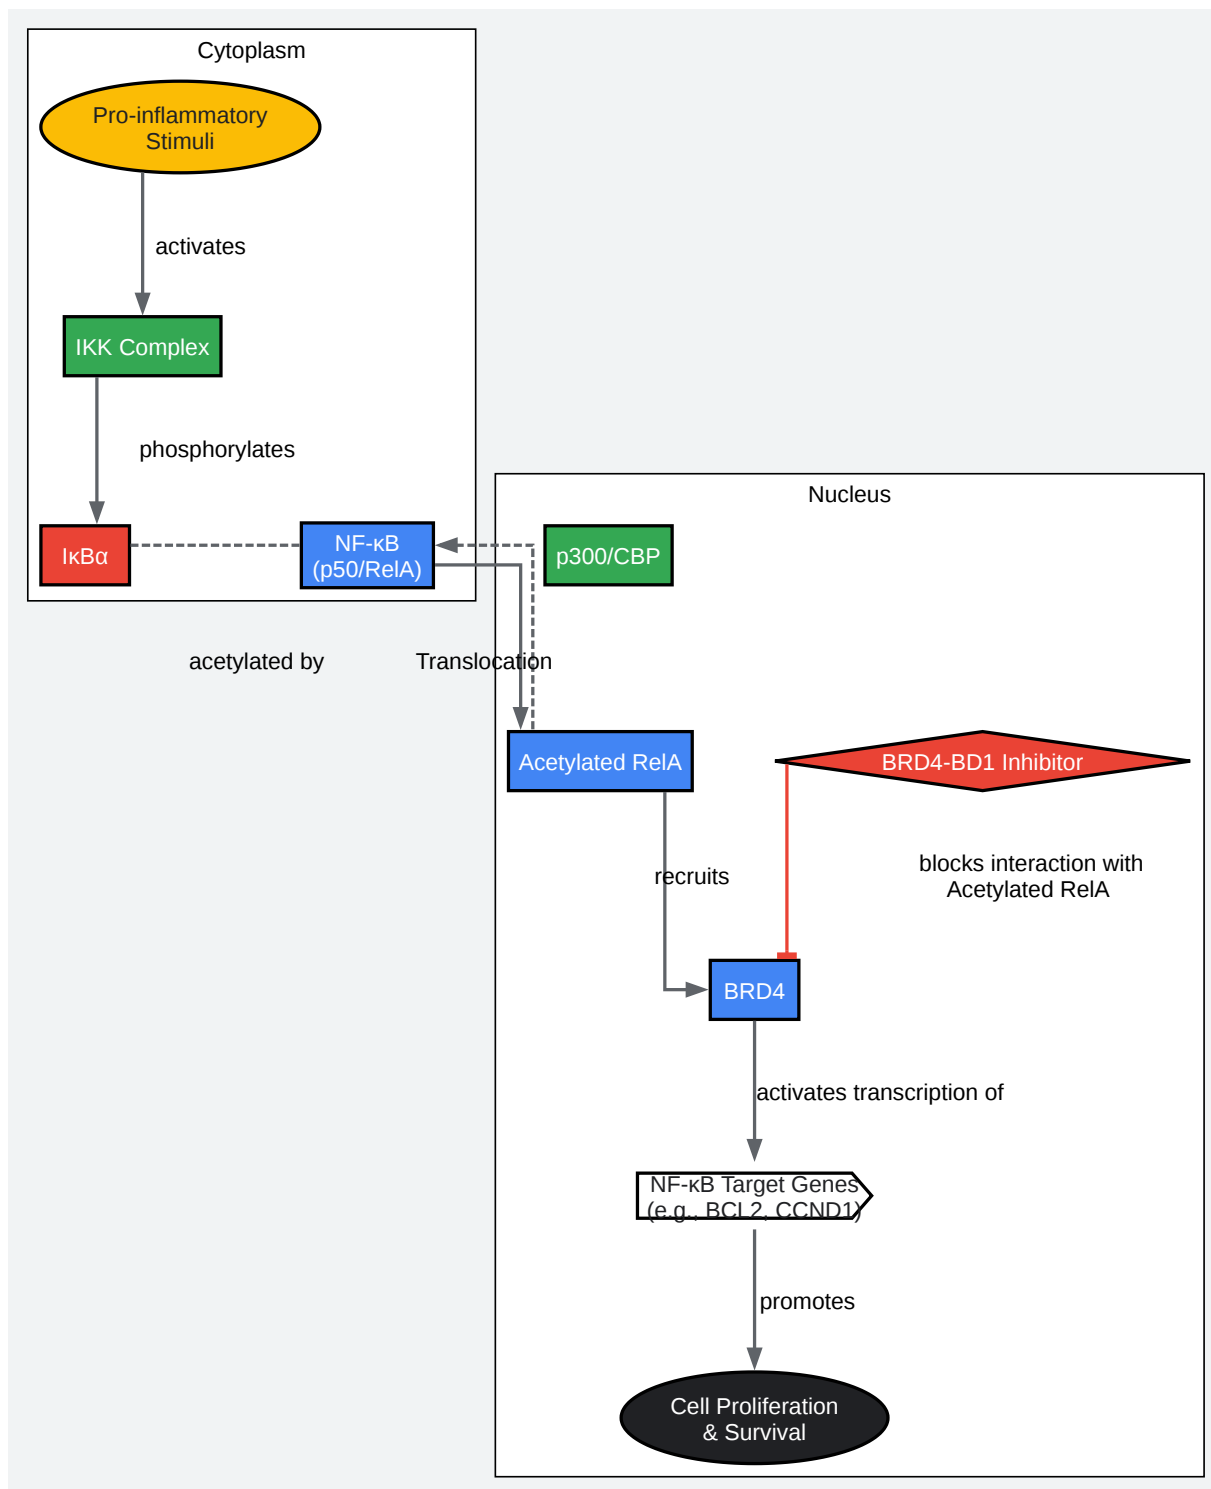 Cytoplasm
Pro-inflammatory
Stimuli
activates
IKK Complex
phosphorylates
Nucleus
IκBα
NF-κB
(p50/RelA)
p300/CBP
acetylated by
Translocation
Acetylated RelA
BRD4-BD1 Inhibitor
recruits
blocks interaction with
Acetylated RelA
BRD4
activates transcription of
NF-κB Target Genes
(e.g., BCL2, CCND1)
promotes
Cell Proliferation
& Survival